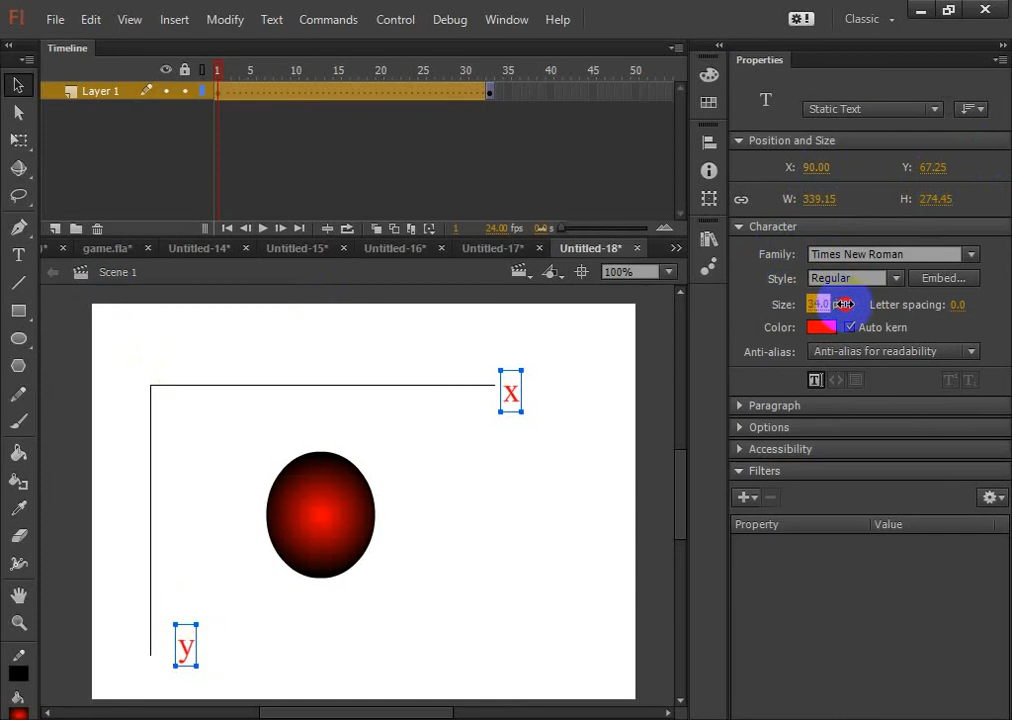 Fl File Edit View Insert Modify Text Commands Control Debug Window Help Classic
Timeline
Properties
1 5 10 15 20 25 30 35 40 45 50
Layer 1
T Static Text
Position and Size
X: 90.00 Y: 67.25
W: 339.15 H: 274.45
1 24.00 fps 0.0 s
Character
game.fla* Untitled-14* Untitled-15* Untitled-16* Untitled-17* Untitled-18*
Family: Times New Roman
Scene 1 100%
Style: Regular Embed...
Size: 34.0 Letter spacing: 0.0
Color: Auto kern
Anti-alias: Anti-alias for readability
x
Paragraph
Options
Accessibility
Filters
Property Value
y